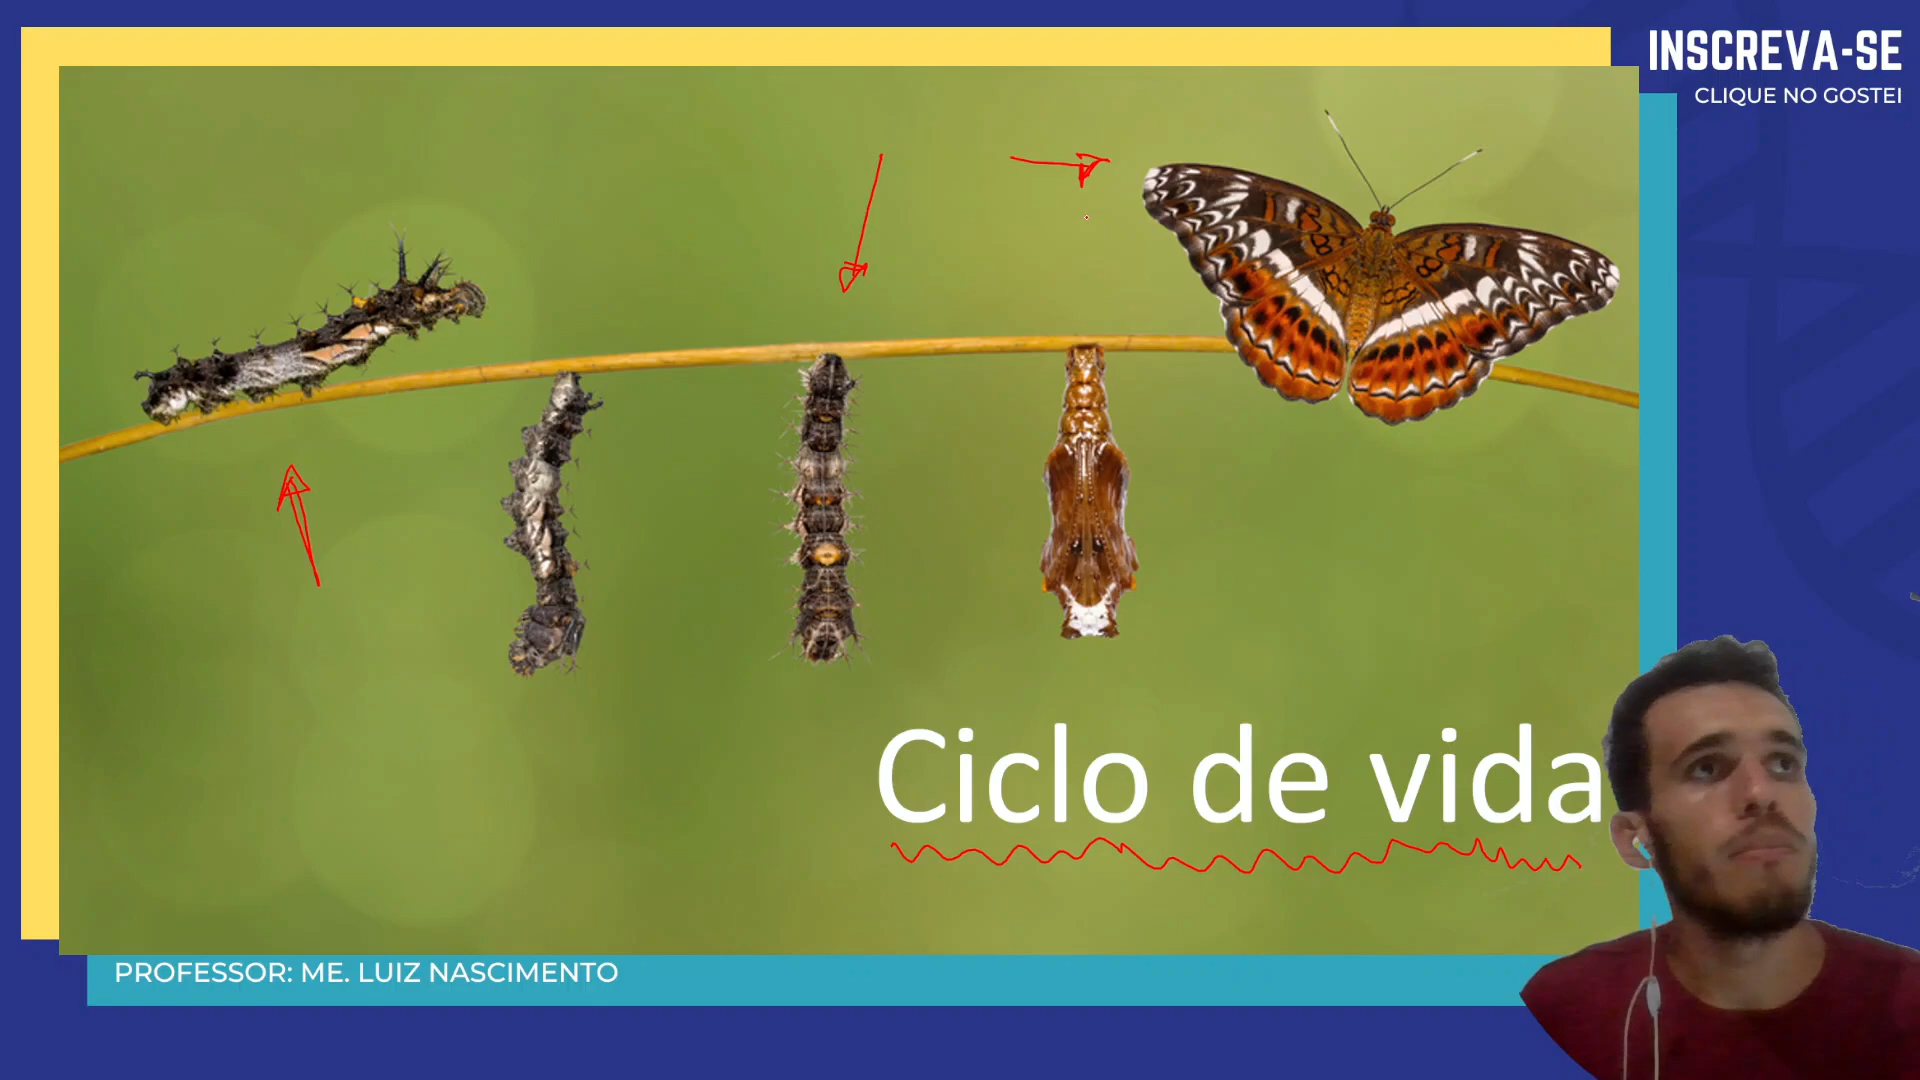 INSCREVA-SE
CLIQUE NO GOSTEI
Ciclo de vida
PROFESSOR: ME. LUIZ NASCIMENTO